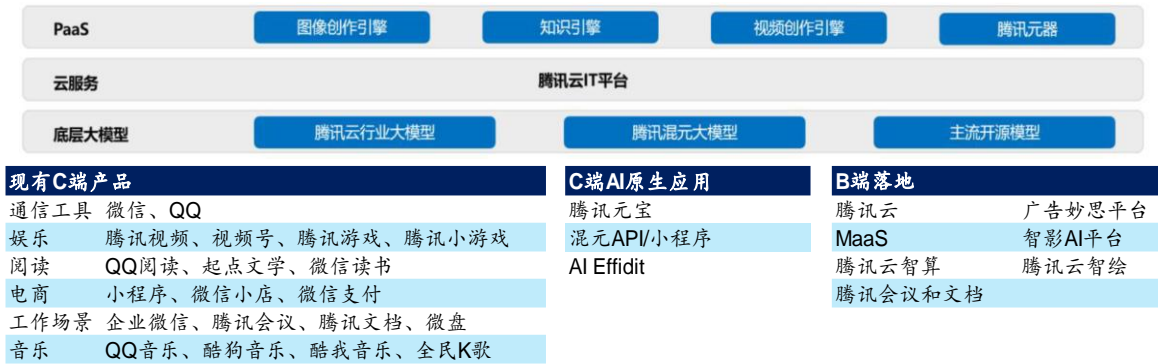 PaaS 图像创作引擎 知识引擎 视频创作引擎 腾讯元器
云服务 腾讯云IT平台
底层大模型 腾讯云行业大模型 腾讯混元大模型 主流开源模型
现有C端产品 C端AI原生应用 B端落地
通信工具 微信、QQ 腾讯元宝 腾讯云 广告妙思平台
娱乐 腾讯视频、视频号、腾讯游戏、腾讯小游戏 混元API/小程序 MaaS 智影AI平台
阅读 QQ阅读、起点文学、微信读书 AI Effidit 腾讯云智算 腾讯云智绘
电商 小程序、微信小店、微信支付 腾讯会议和文档
工作场景 企业微信、腾讯会议、腾讯文档、微盘
音乐 QQ音乐、酷狗音乐、酷我音乐、全民K歌